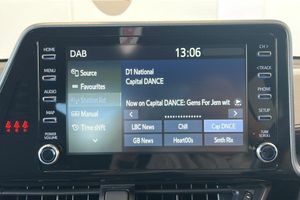 HOME
MENU
AUDIO
MAP
POWER
VOLUME
DAB
13:06
Source
Favourites
Station list
Manual
Time shift
D1 National
Capital DANCE
Now on Capital DANCE: Gems For Jem wit
LBC News
Chill
Cap DNCE
GB News
Heart00s
Smth Rlx
CH >
<TRACK
PHONE
SETUP
TUNE
SCROLL